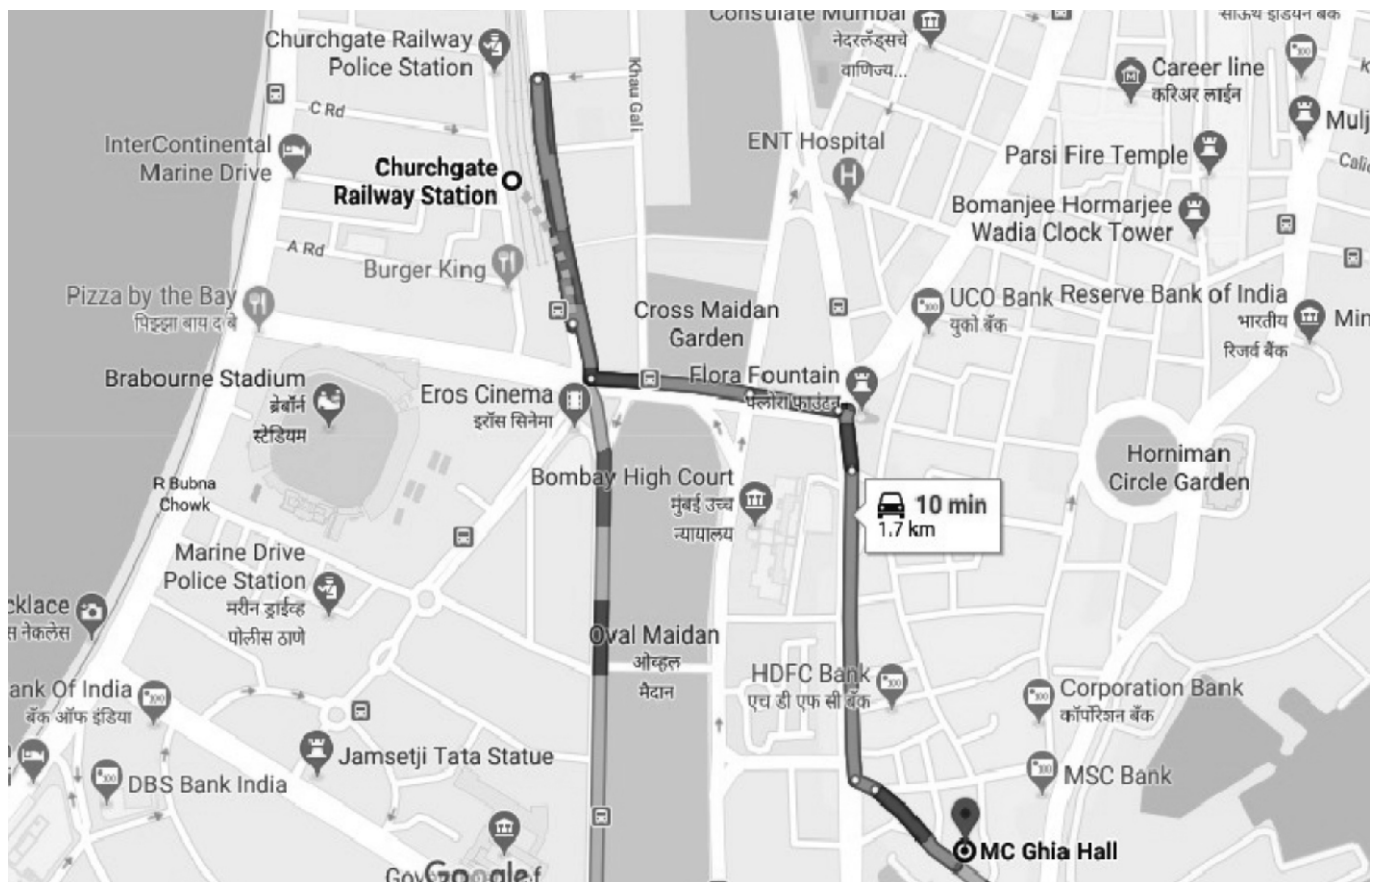 Consulate Mumbai
नेदरलँड्सचे
वाणिज्य...
साऊथ इंडियन बँक
Churchgate Railway
Police Station
Khau Gali
Career line
करिअर लाईन
C Rd
Mulj
InterContinental
Marine Drive
ENT Hospital
Parsi Fire Temple
Churchgate
Railway Station
Bomanjee Hormarjee
Wadia Clock Tower
A Rd
Burger King
Pizza by the Bay
पिझ्झा बाय द बे
Cross Maidan
Garden
UCO Bank
युको बँक
Reserve Bank of India
भारतीय
रिजर्व बैंक
Min
Brabourne Stadium
ब्रेबॉर्न
स्टेडियम
Eros Cinema
इरॉस सिनेमा
Flora Fountain
फ्लोरा फाउंटन
Horniman
Circle Garden
R Bubna
Chowk
Bombay High Court
मुंबई उच्च
न्यायालय
10 min
1.7 km
Marine Drive
Police Station
मरीन ड्राईव्ह
पोलीस ठाणे
cklace
स नेकलेस
Oval Maidan
ओव्हल
मैदान
HDFC Bank
एच डी एफ सी बँक
ank Of India
बँक ऑफ इंडिया
Corporation Bank
कॉर्पोरेशन बँक
Jamsetji Tata Statue
DBS Bank India
MSC Bank
MC Ghia Hall
Google